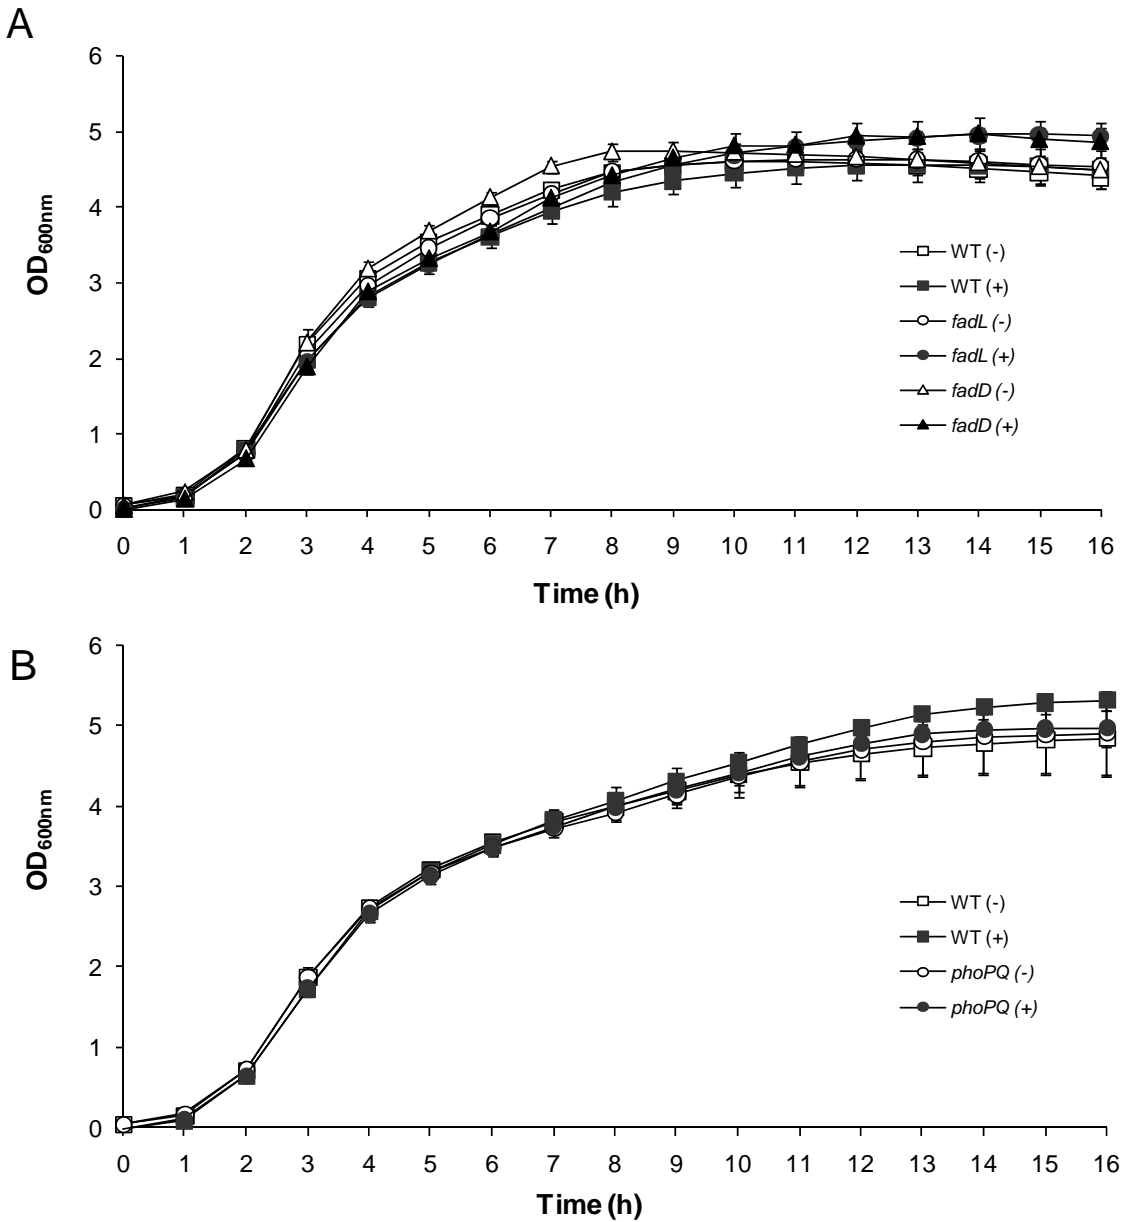 A
6
5
4
3
2
1
0
OD600nm
WT (-)
WT (+)
fadL (-)
fadL (+)
fadD (-)
fadD (+)
0 1 2 3 4 5 6 7 8 9 10 11 12 13 14 15 16
Time (h)
B
6
5
4
3
2
1
0
OD600nm
WT (-)
WT (+)
phoPQ (-)
phoPQ (+)
0 1 2 3 4 5 6 7 8 9 10 11 12 13 14 15 16
Time (h)